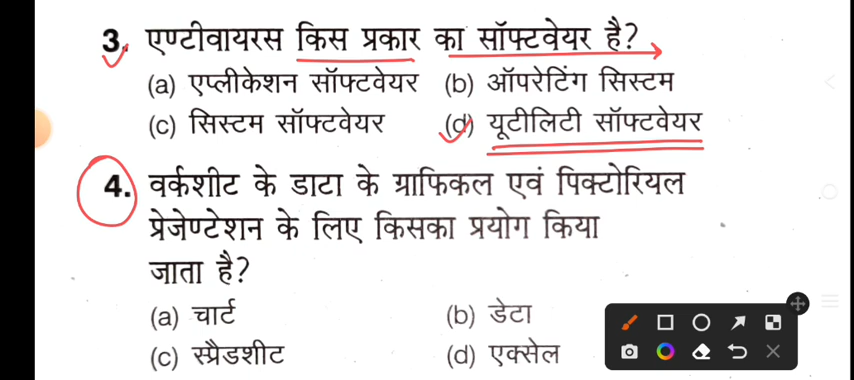 3. एण्टीवायरस किस प्रकार का सॉफ्टवेयर है?
(a) एप्लीकेशन सॉफ्टवेयर (b) ऑपरेटिंग सिस्टम
(c) सिस्टम सॉफ्टवेयर (d) यूटीलिटी सॉफ्टवेयर
4. वर्कशीट के डाटा के ग्राफिकल एवं पिक्टोरियल
प्रेजेण्टेशन के लिए किसका प्रयोग किया
जाता है?
(a) चार्ट (b) डेटा
(c) स्प्रैडशीट (d) एक्सेल